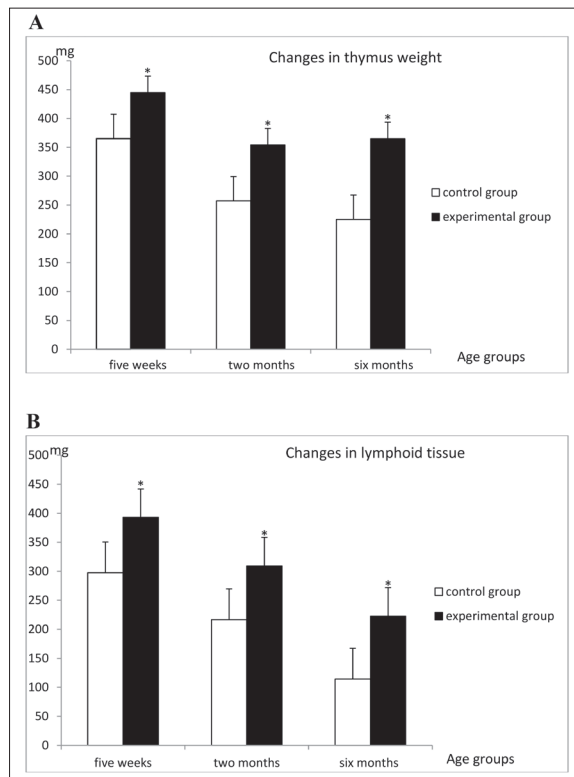 A
mg
Changes in thymus weight
500
450
400
350
300
250
200
150
100
50
0
* * *
control group
experimental group
five weeks two months six months
Age groups
B
mg
Changes in lymphoid tissue
500
450
400
350
300
250
200
150
100
50
0
* * *
control group
experimental group
five weeks two months six months
Age groups